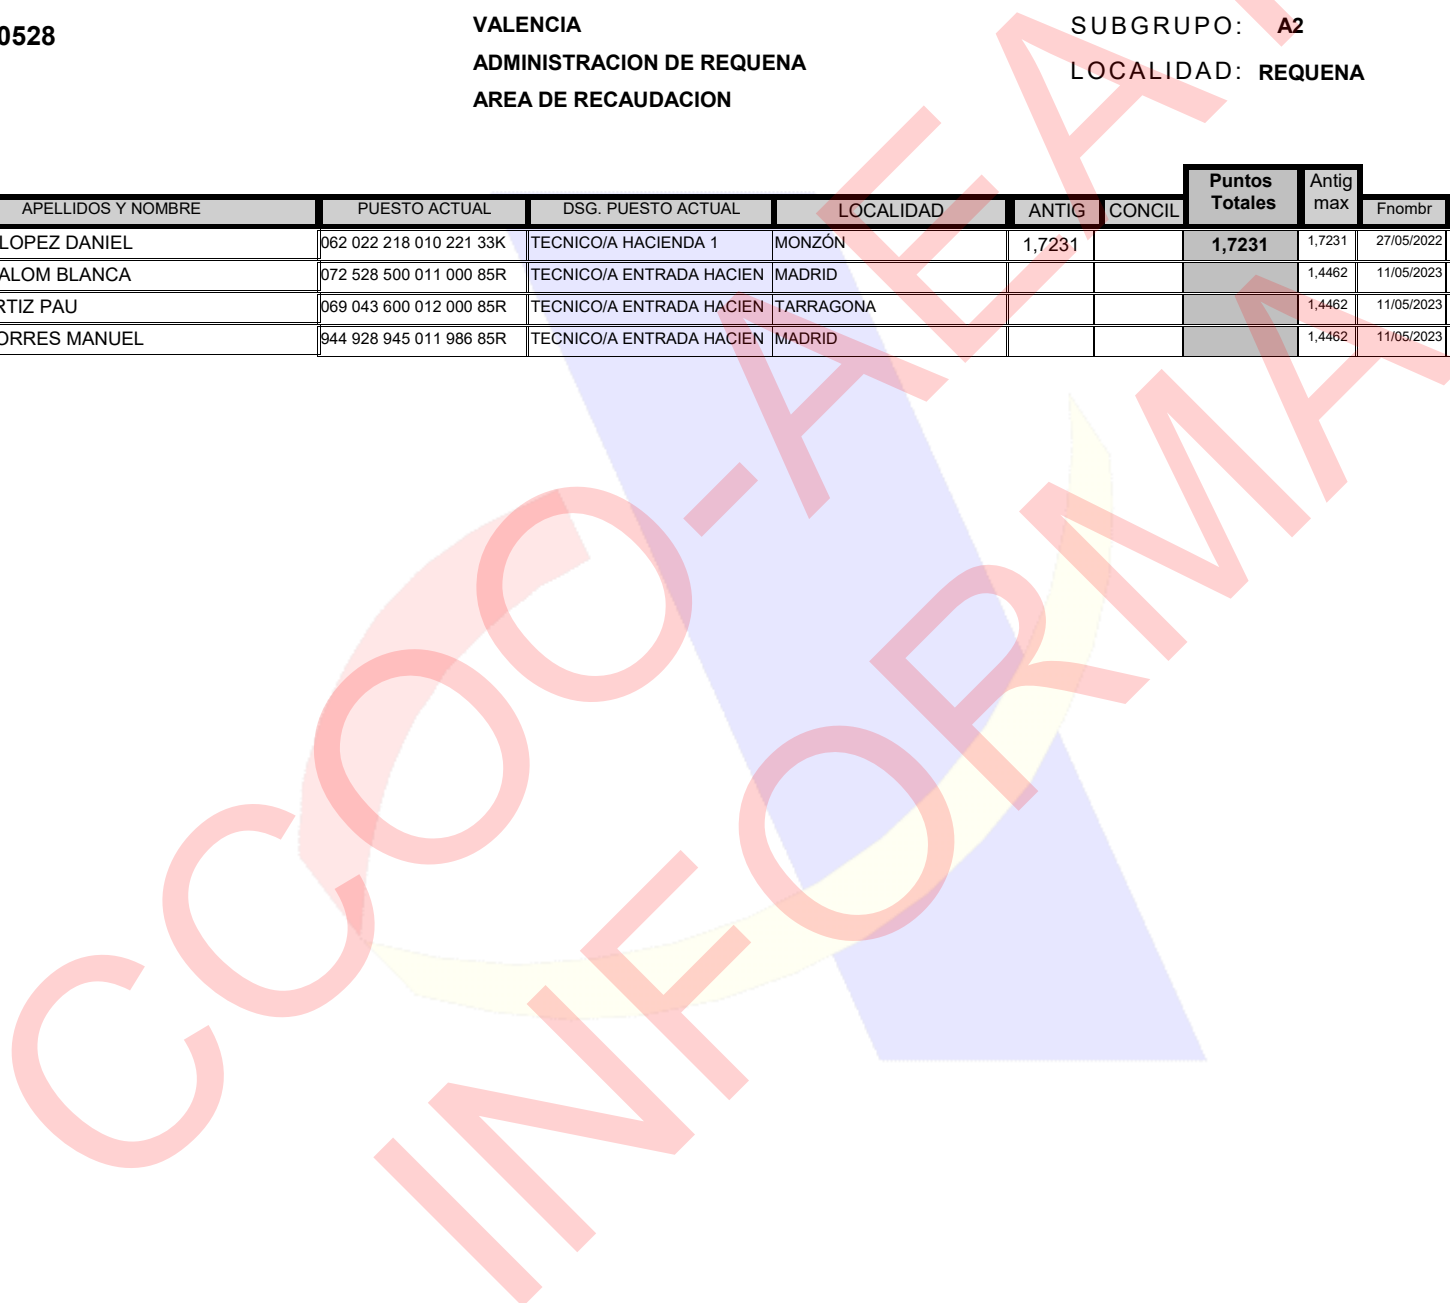 0528
VALENCIA
SUBGRUPO: A2
ADMINISTRACION DE REQUENA
LOCALIDAD: REQUENA
AREA DE RECAUDACION
APELLIDOS Y NOMBRE PUESTO ACTUAL DSG. PUESTO ACTUAL LOCALIDAD ANTIG CONCIL Puntos Totales Antig max Fnombr
LOPEZ DANIEL 062 022 218 010 221 33K TECNICO/A HACIENDA 1 MONZÓN 1,7231 1,7231 1,7231 27/05/2022
ALOM BLANCA 072 528 500 011 000 85R TECNICO/A ENTRADA HACIEN MADRID 1,4462 11/05/2023
RTIZ PAU 069 043 600 012 000 85R TECNICO/A ENTRADA HACIEN TARRAGONA 1,4462 11/05/2023
ORRES MANUEL 944 928 945 011 986 85R TECNICO/A ENTRADA HACIEN MADRID 1,4462 11/05/2023
CCOO-AEA
INFORMA